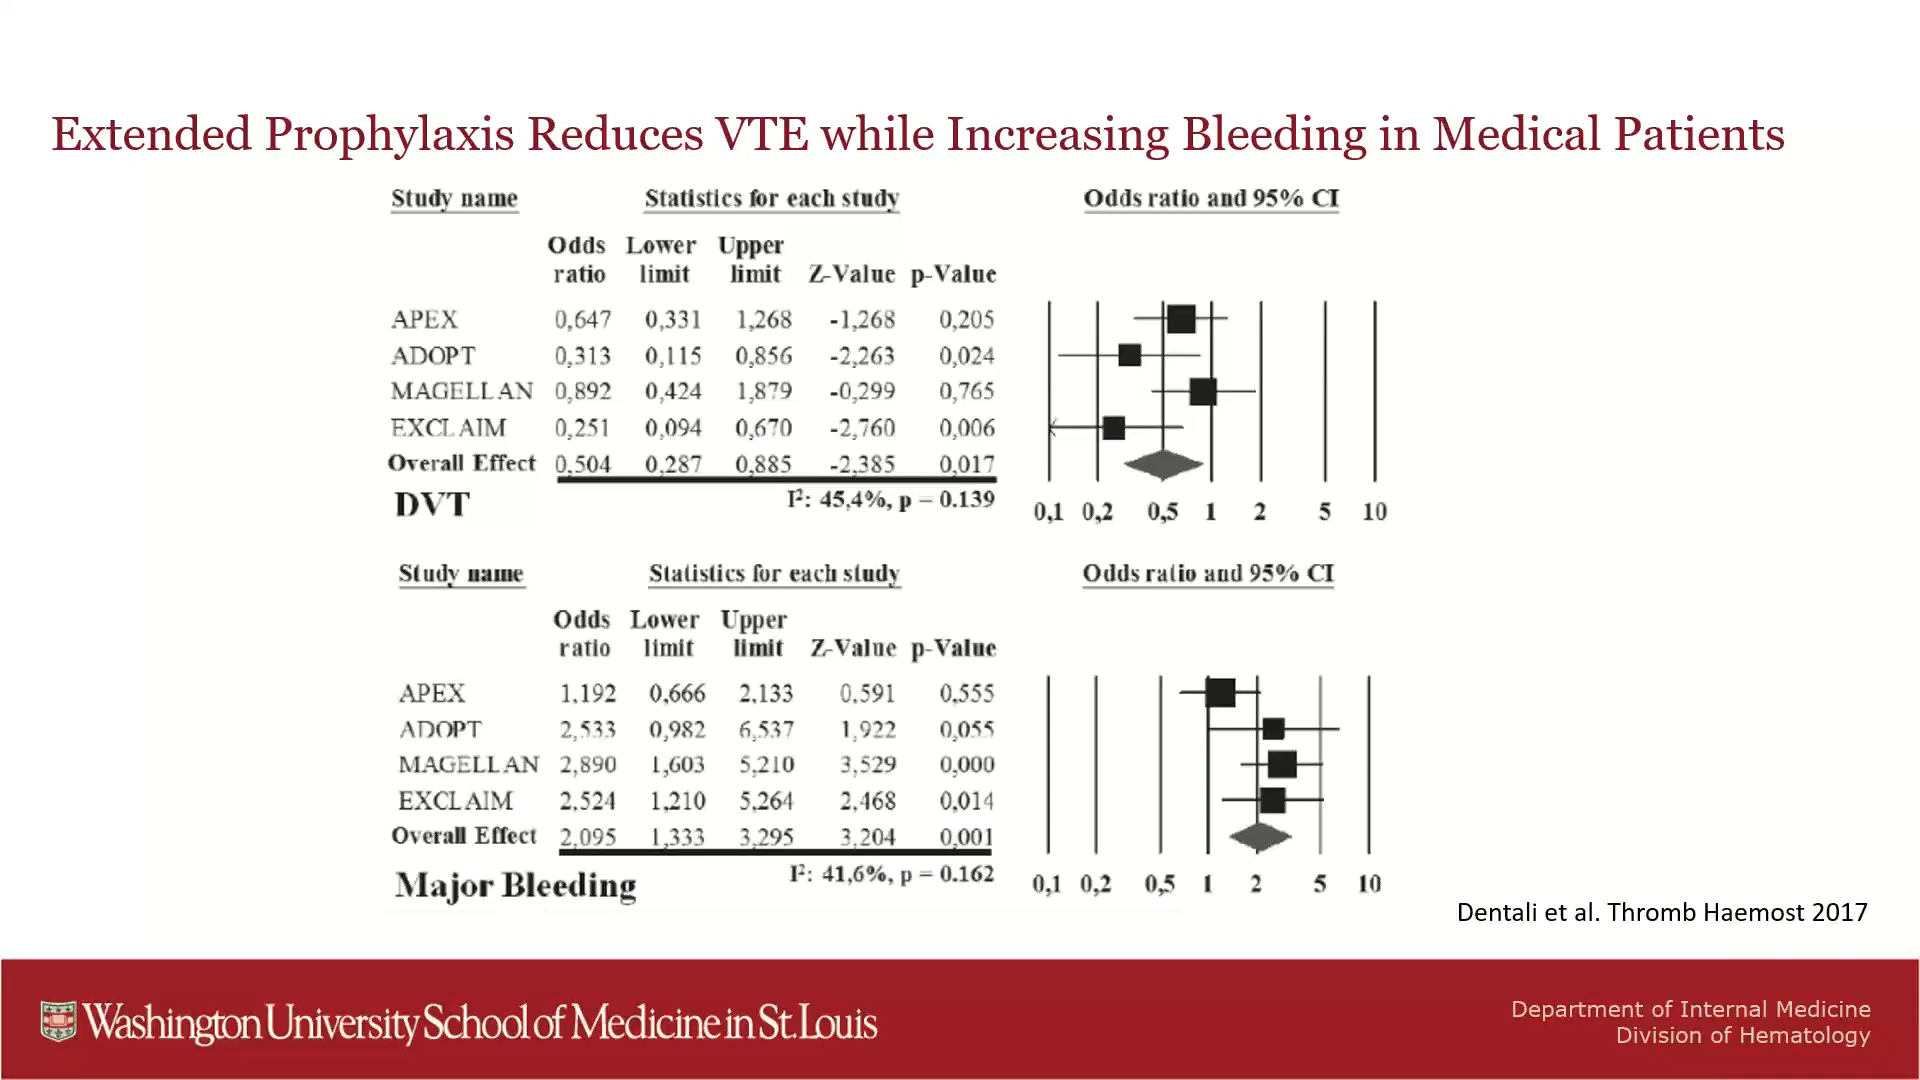 Extended Prophylaxis Reduces VTE while Increasing Bleeding in Medical Patients
Study name Statistics for each study Odds ratio and 95% CI
Odds Lower Upper
ratio limit limit Z-Value p-Value
APEX 0,647 0,331 1,268 -1,268 0,205
ADOPT 0,313 0,115 0,856 -2,263 0,024
MAGELLAN 0,892 0,424 1,879 -0,299 0,765
EXCLAIM 0,251 0,094 0,670 -2,760 0,006
Overall Effect 0,504 0,287 0,885 -2,385 0,017
DVT I²: 45,4%, p = 0.139
0,1 0,2 0,5 1 2 5 10
Study name Statistics for each study Odds ratio and 95% CI
Odds Lower Upper
ratio limit limit Z-Value p-Value
APEX 1,192 0,666 2,133 0,591 0,555
ADOPT 2,533 0,982 6,537 1,922 0,055
MAGELLAN 2,890 1,603 5,210 3,529 0,000
EXCLAIM 2,524 1,210 5,264 2,468 0,014
Overall Effect 2,095 1,333 3,295 3,204 0,001
Major Bleeding I²: 41,6%, p = 0.162
0,1 0,2 0,5 1 2 5 10
Dentali et al. Thromb Haemost 2017
Washington University School of Medicine in St. Louis
Department of Internal Medicine
Division of Hematology